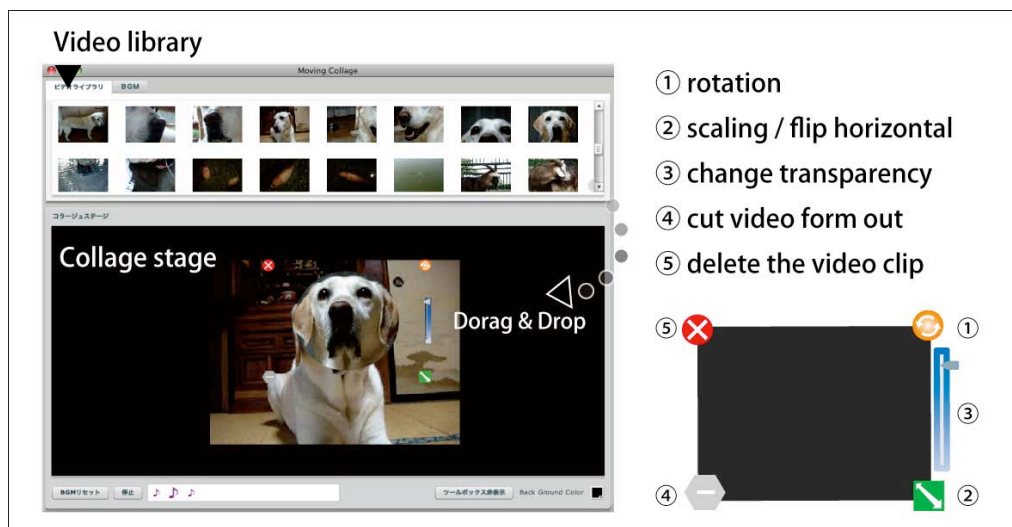 Video library
Moving Collage
ビデオライブラリ BGM
コラージュステージ
Collage stage
Dorag & Drop
BGMリセット 停止 ♪ ♪ ♪ ツールボックス非表示 Back Ground Color
① rotation
② scaling / flip horizontal
③ change transparency
④ cut video form out
⑤ delete the video clip
⑤ ①
③
④ ②